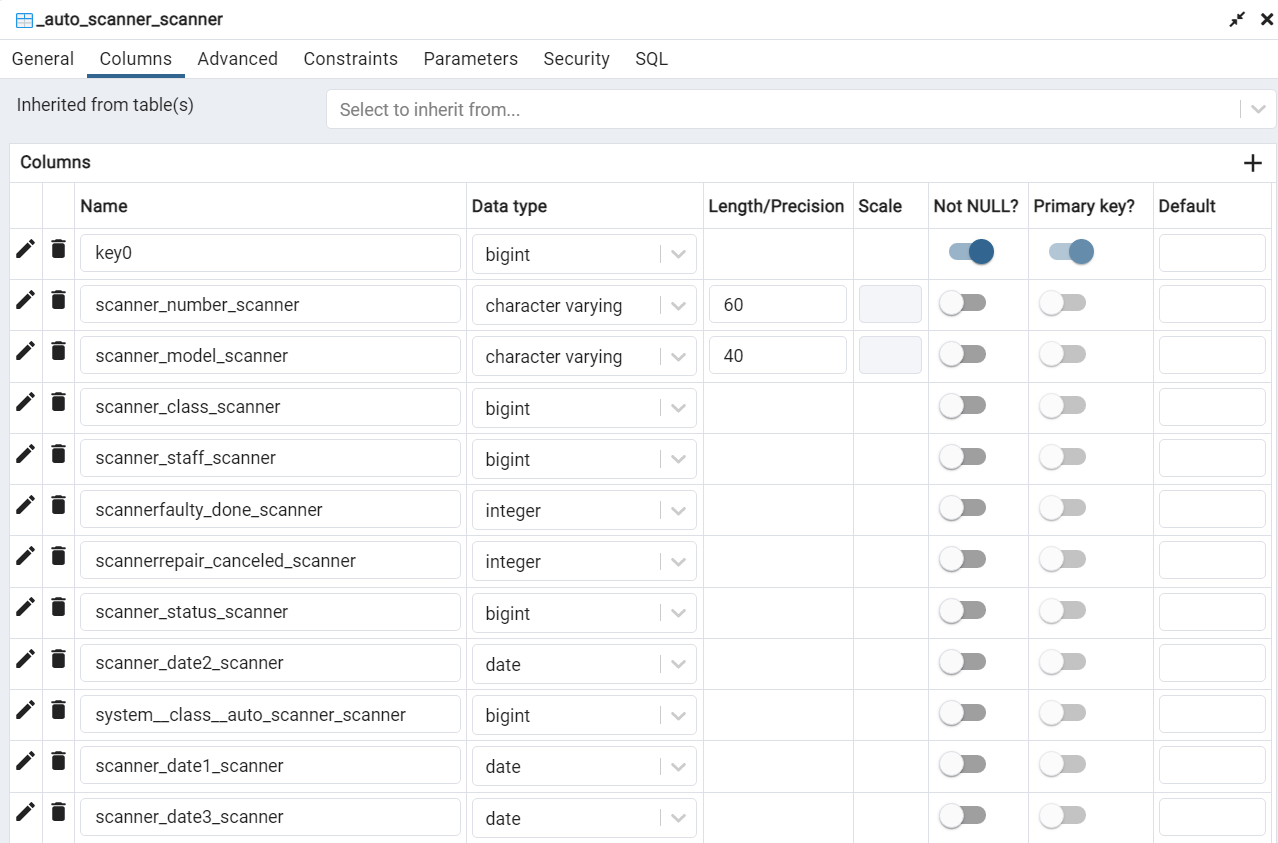 _auto_scanner_scanner
General Columns Advanced Constraints Parameters Security SQL
Inherited from table(s) Select to inherit from...
Columns
Name Data type Length/Precision Scale Not NULL? Primary key? Default
key0 bigint
scanner_number_scanner character varying 60
scanner_model_scanner character varying 40
scanner_class_scanner bigint
scanner_staff_scanner bigint
scannerfaulty_done_scanner integer
scannerrepair_canceled_scanner integer
scanner_status_scanner bigint
scanner_date2_scanner date
system__class__auto_scanner_scanner bigint
scanner_date1_scanner date
scanner_date3_scanner date